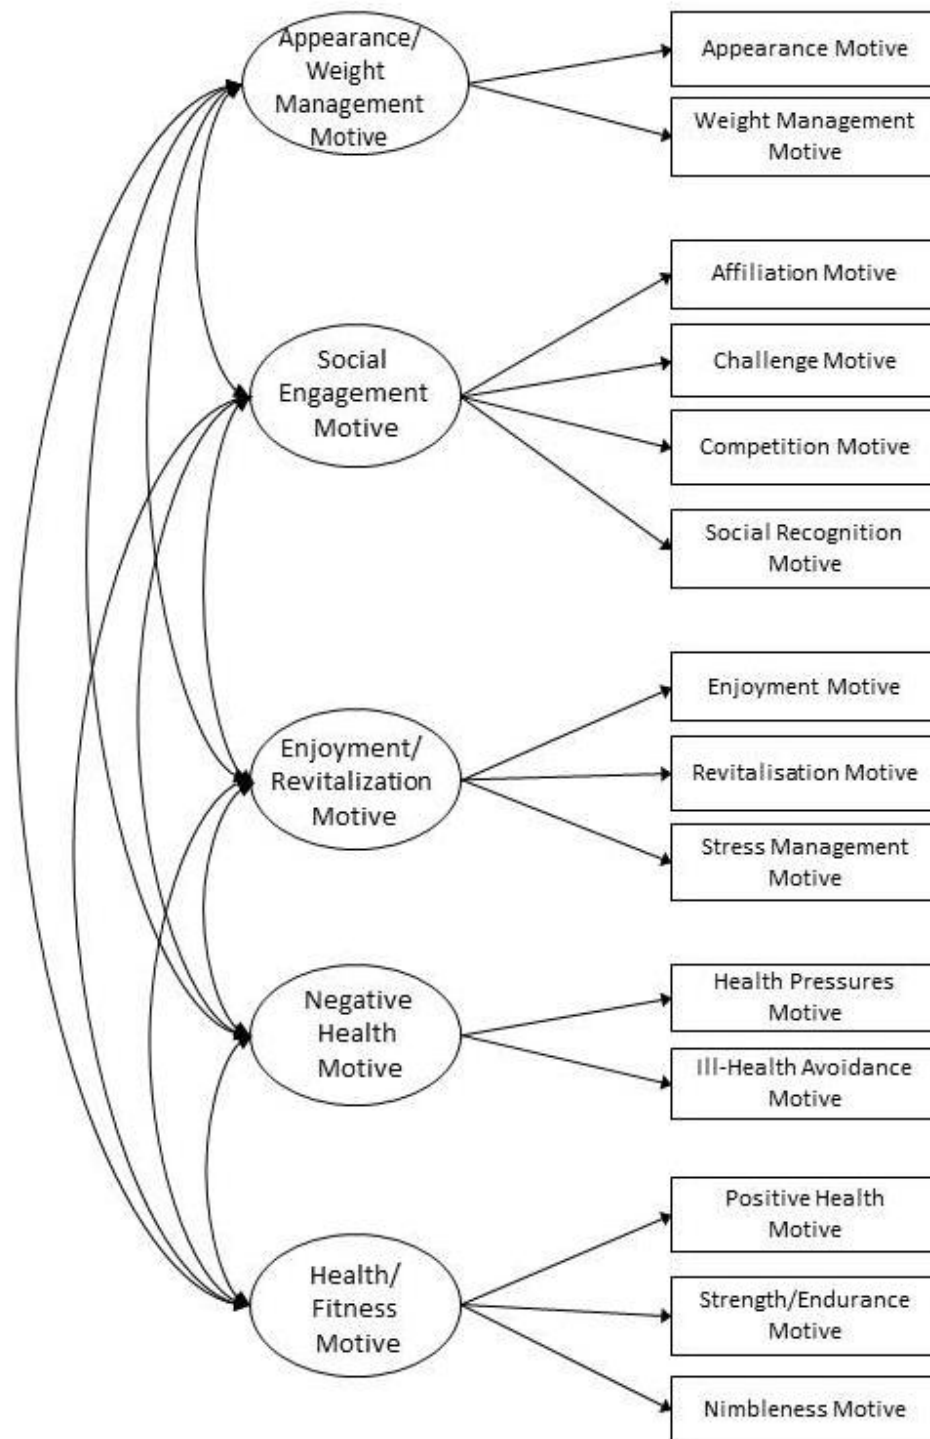 Appearance/
Weight
Management
Motive
Appearance Motive
Weight Management
Motive
Social
Engagement
Motive
Affiliation Motive
Challenge Motive
Competition Motive
Social Recognition
Motive
Enjoyment/
Revitalization
Motive
Enjoyment Motive
Revitalisation Motive
Stress Management
Motive
Negative
Health
Motive
Health Pressures
Motive
Ill-Health Avoidance
Motive
Health/
Fitness
Motive
Positive Health
Motive
Strength/Endurance
Motive
Nimbleness Motive